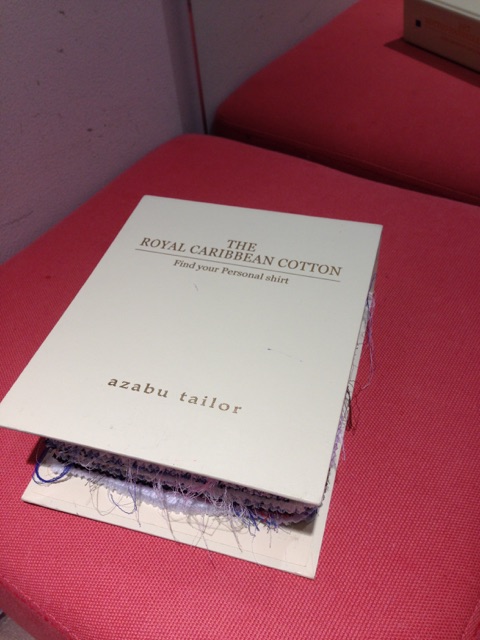 THE
ROYAL CARIBBEAN COTTON
Find your Personal shirt
azabu tailor